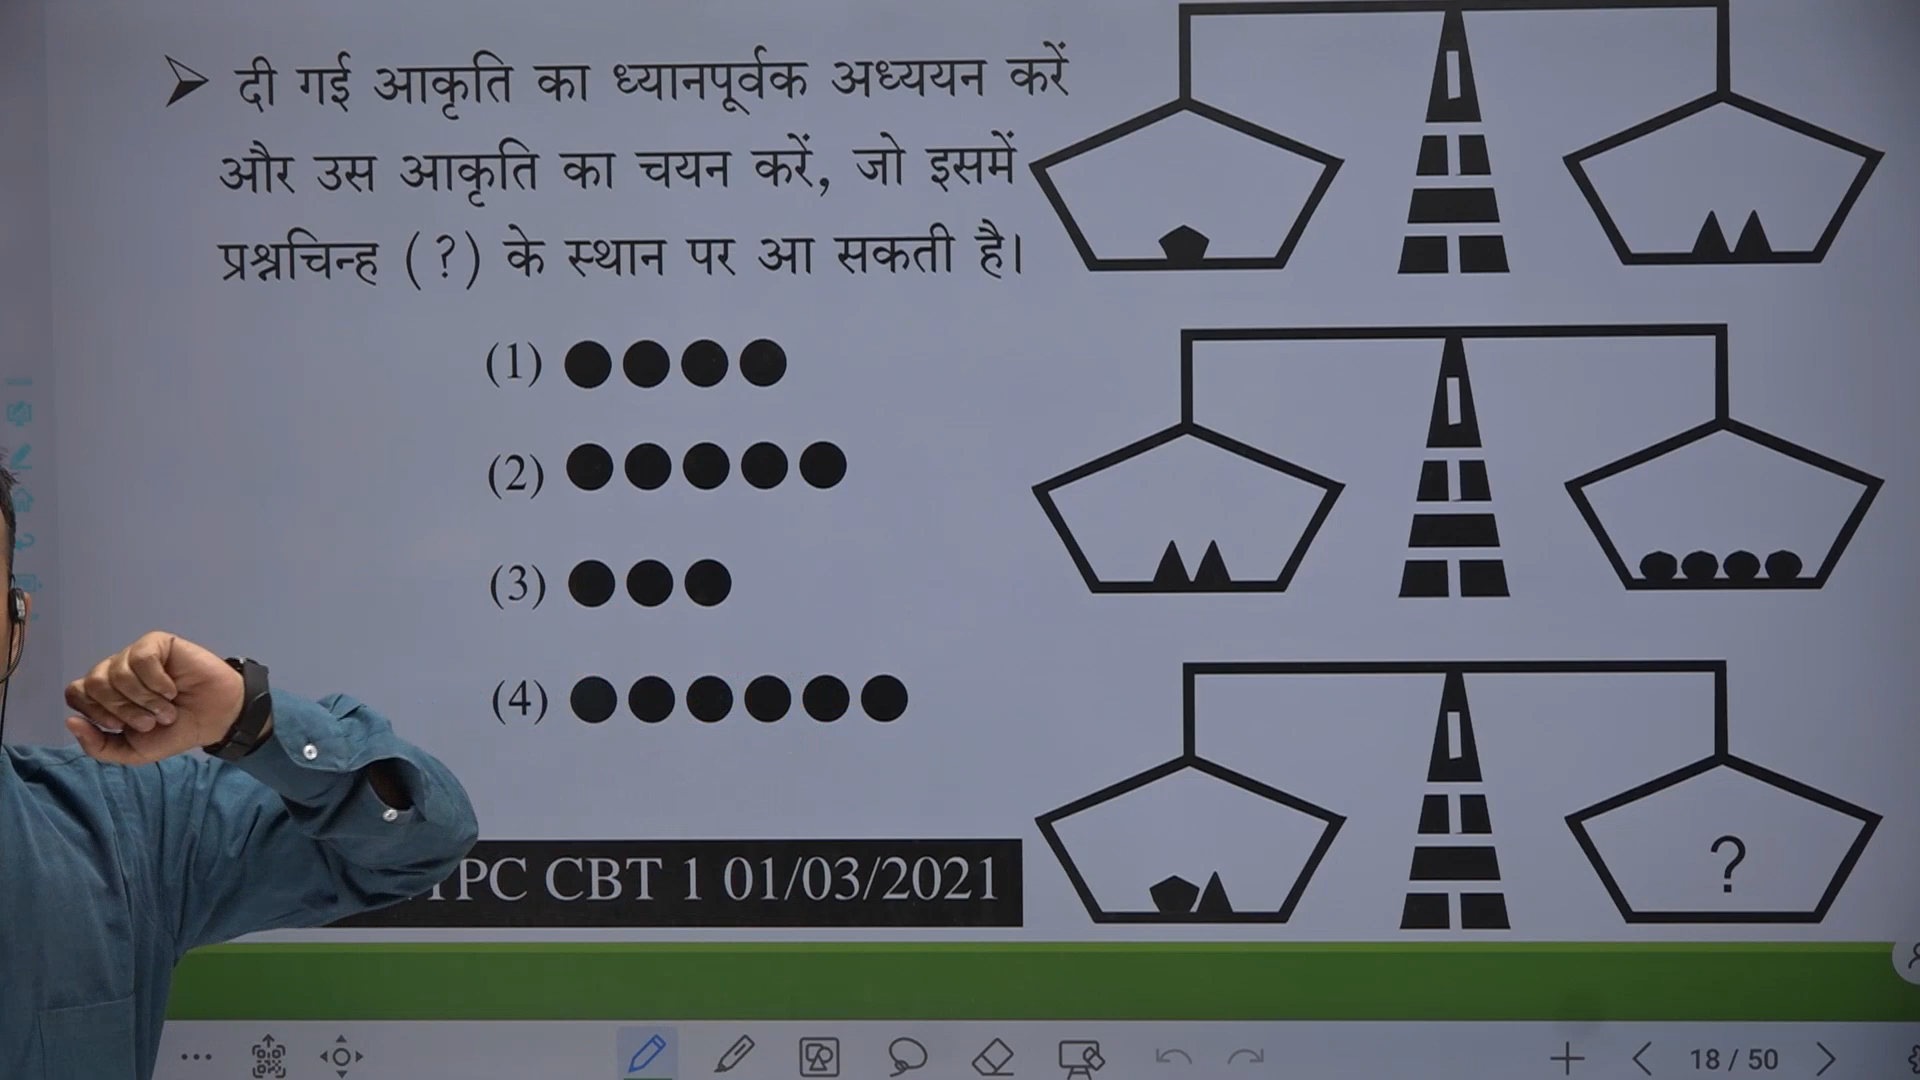 दी गई आकृति का ध्यानपूर्वक अध्ययन करें
और उस आकृति का चयन करें, जो इसमें
प्रश्नचिन्ह (?) के स्थान पर आ सकती है।
(1)
(2)
(3)
(4)
?
CBT 1 01/03/2021
18 / 50